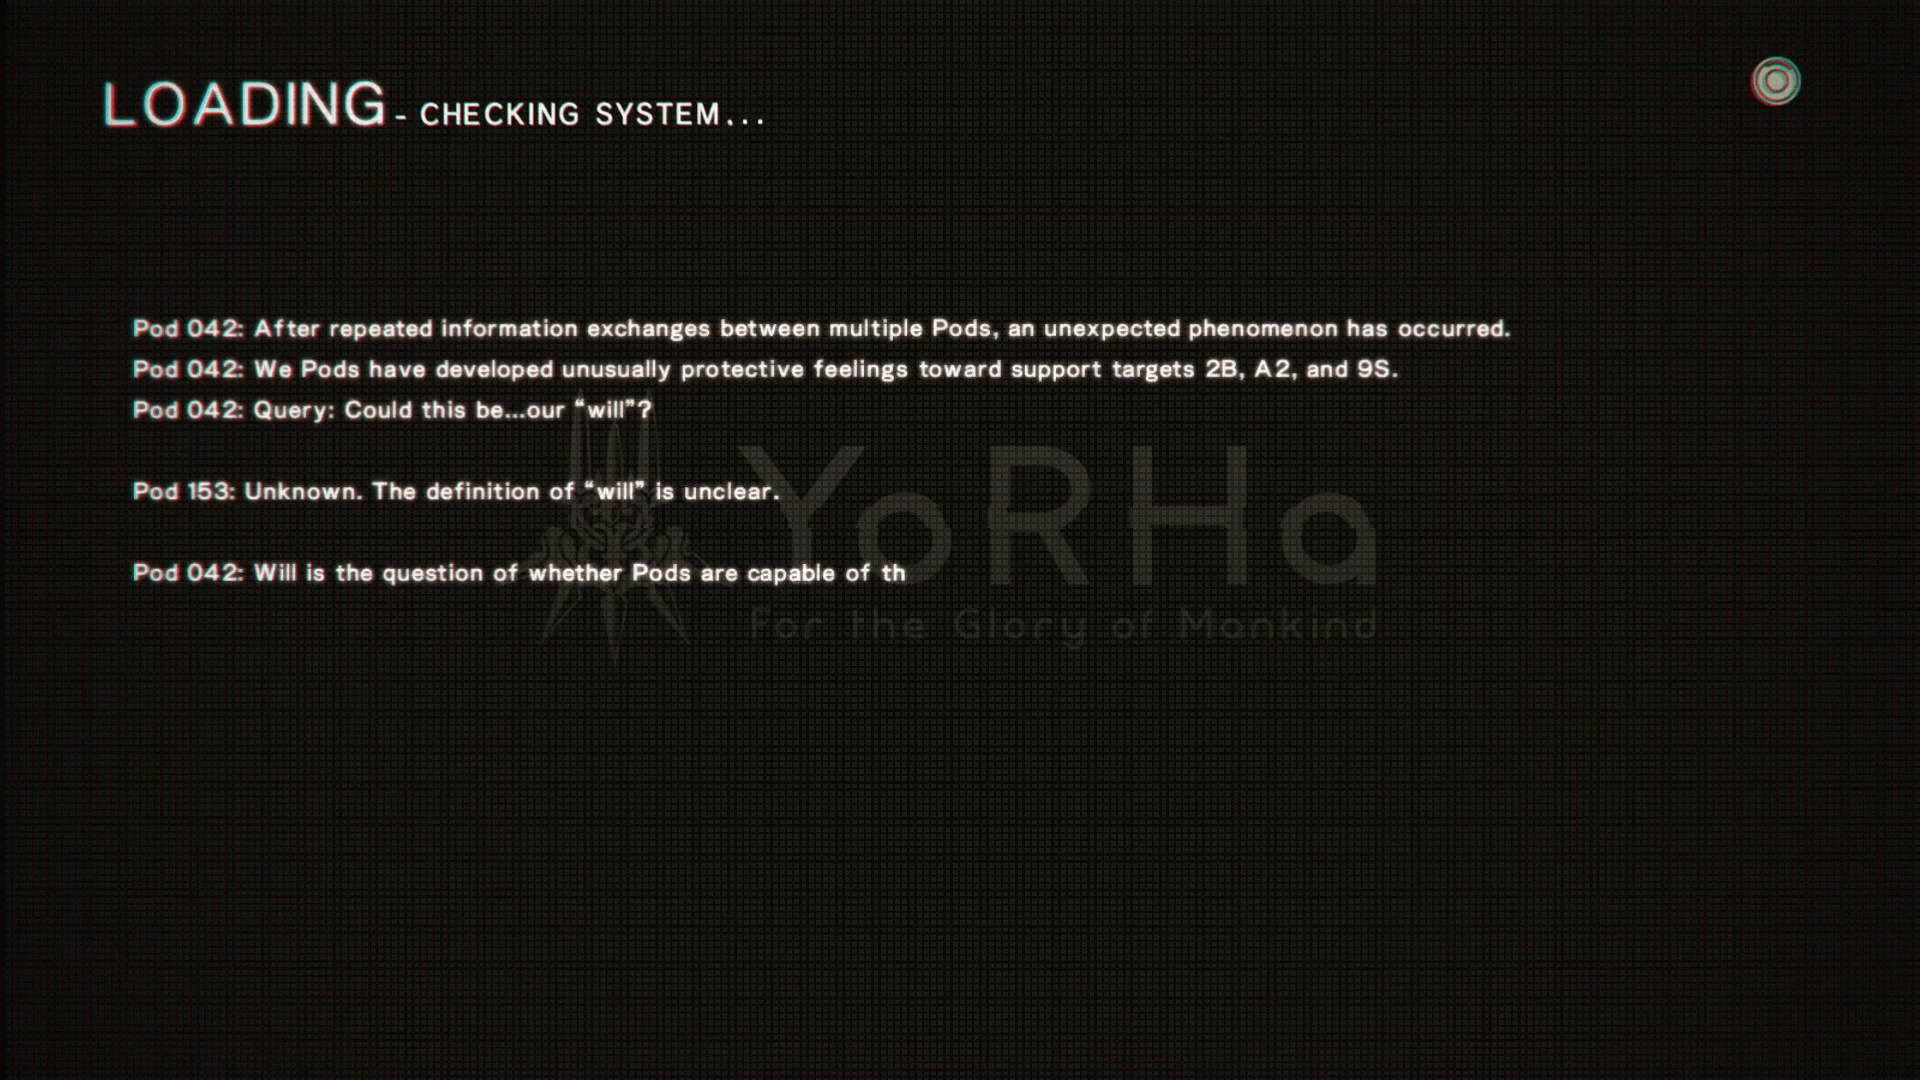 LOADING - CHECKING SYSTEM...
Pod 042: After repeated information exchanges between multiple Pods, an unexpected phenomenon has occurred.
Pod 042: We Pods have developed unusually protective feelings toward support targets 2B, A2, and 9S.
Pod 042: Query: Could this be...our “will”?
Pod 153: Unknown. The definition of “will” is unclear.
Pod 042: Will is the question of whether Pods are capable of th
YoRHa
For the Glory of Mankind